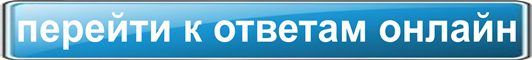 перейти к ответам онлайн